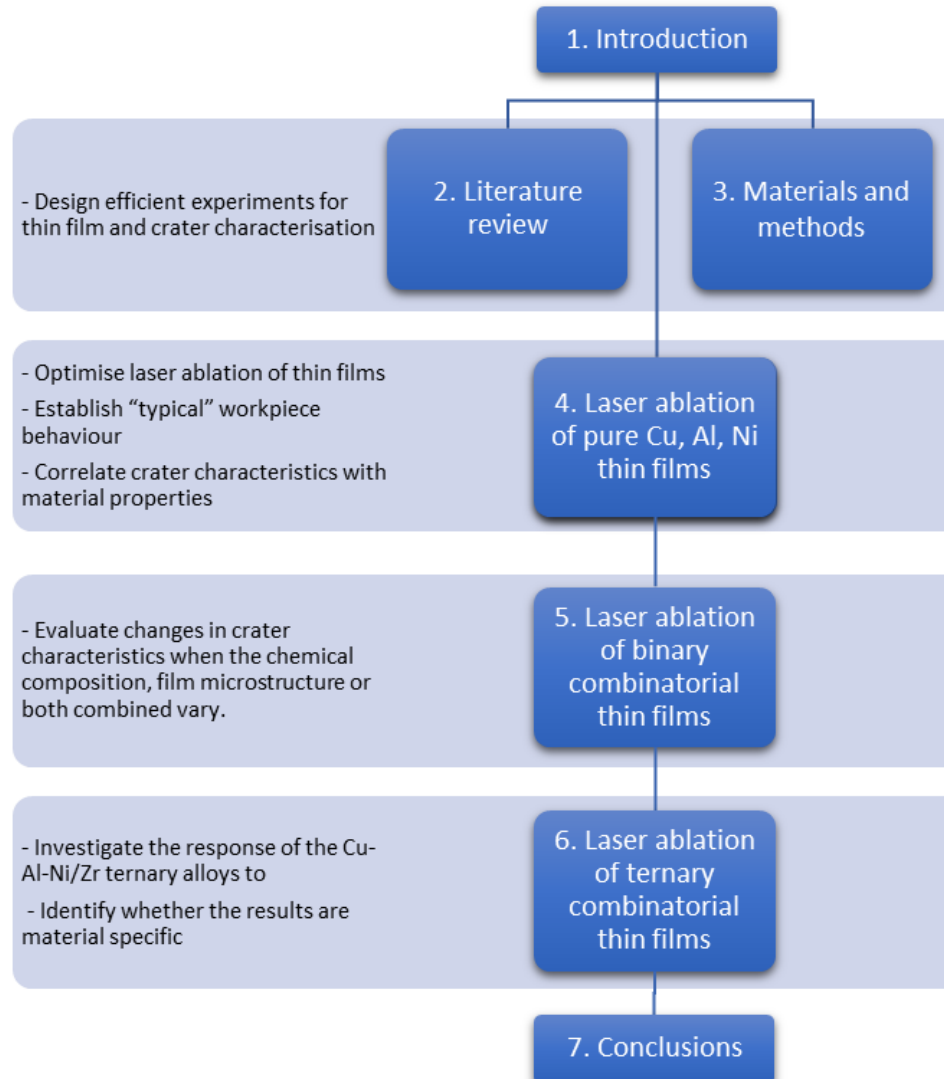 1. Introduction
- Design efficient experiments for
thin film and crater characterisation
2. Literature
review
3. Materials and
methods
- Optimise laser ablation of thin films
- Establish “typical” workpiece
behaviour
- Correlate crater characteristics with
material properties
4. Laser ablation
of pure Cu, Al, Ni
thin films
- Evaluate changes in crater
characteristics when the chemical
composition, film microstructure or
both combined vary.
5. Laser ablation
of binary
combinatorial
thin films
- Investigate the response of the Cu-
Al-Ni/Zr ternary alloys to
- Identify whether the results are
material specific
6. Laser ablation
of ternary
combinatorial
thin films
7. Conclusions